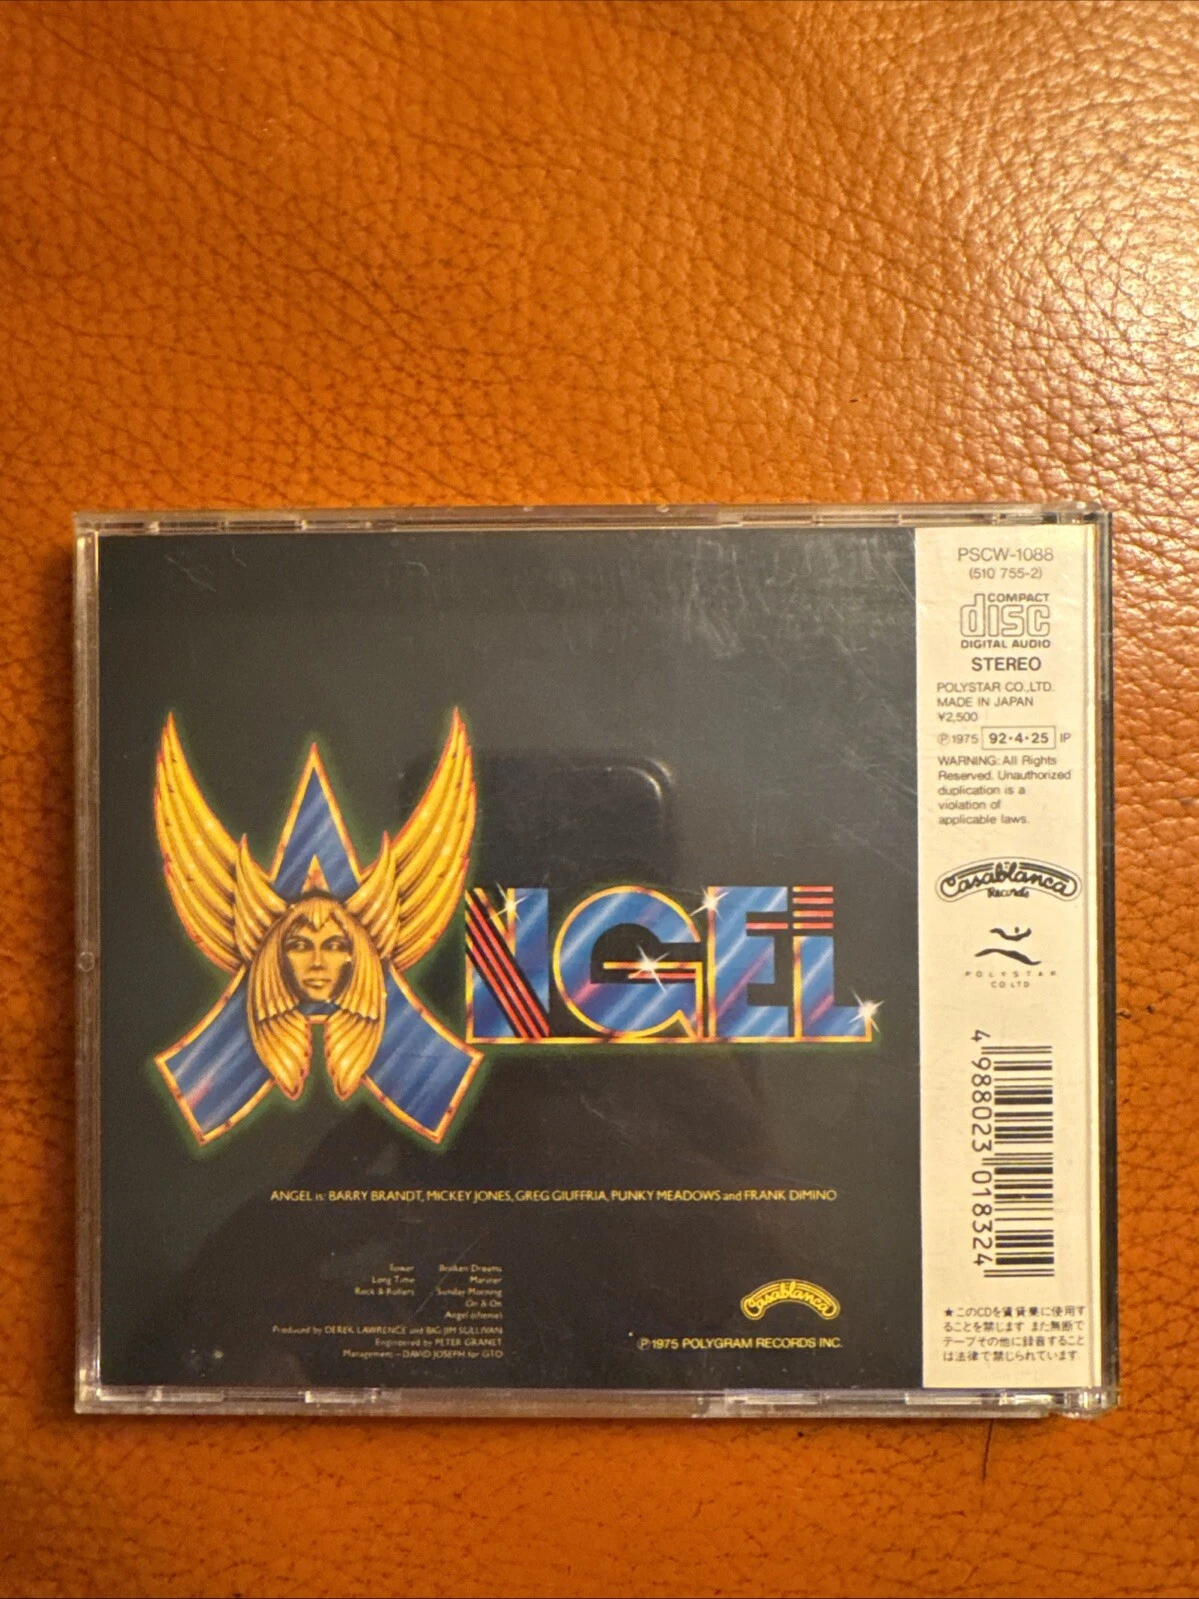 ANGEL
ANGEL is: BARRY BRANDT, MICKEY JONES, GREG GIUFFRIA, PUNKY MEADOWS and FRANK DIMINO
Tower
Long Time
Rock & Rollers
Broken Dreams
Mariner
Sunday Morning
On & On
Angel (theme)
Produced by DEREK LAWRENCE and BIG JIM SULLIVAN
Engineered by PETER GRANET
Management - DAVID JOSEPH for GTO
Casablanca
℗1975 POLYGRAM RECORDS INC.
PSCW-1088
(510 755-2)
COMPACT
disc
DIGITAL AUDIO
STEREO
POLYSTAR CO.,LTD.
MADE IN JAPAN
¥2,500
℗1975 92・4・25 IP
WARNING: All Rights
Reserved. Unauthorized
duplication is a
violation of
applicable laws.
Casablanca
Records
POLYSTAR
CO LTD
4 988023 018324
★このCDを賃貸業に使用す
ることを禁じます また無断で
テープその他に録音すること
は法律で禁じられています